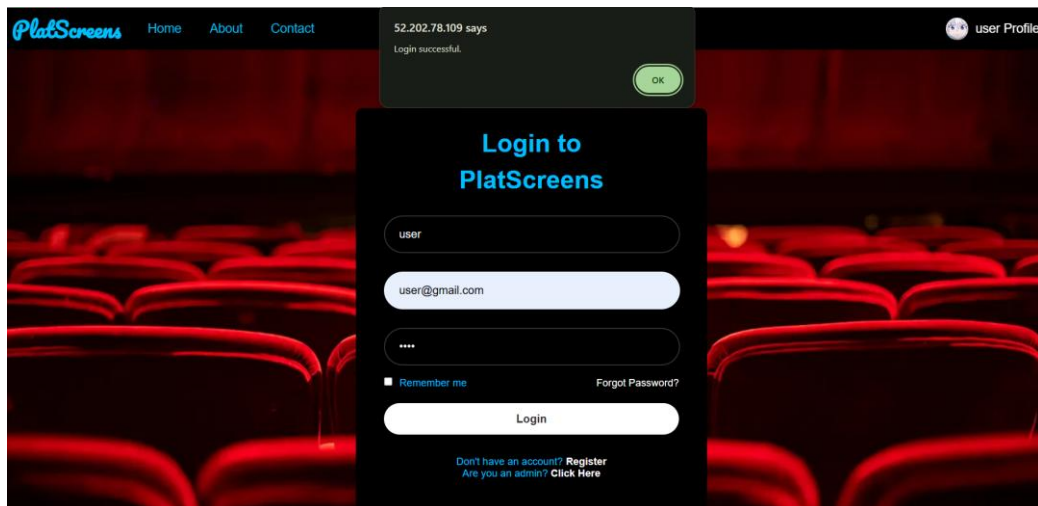 PlatScreens Home About Contact user Profile
52.202.78.109 says
Login successful.
OK
Login to
PlatScreens
user
user@gmail.com
••••
Remember me Forgot Password?
Login
Don't have an account? Register
Are you an admin? Click Here